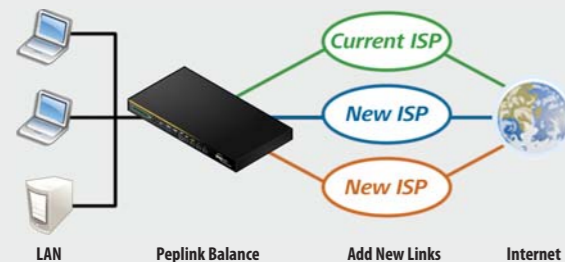 Current ISP
New ISP
New ISP
LAN Peplink Balance Add New Links Internet